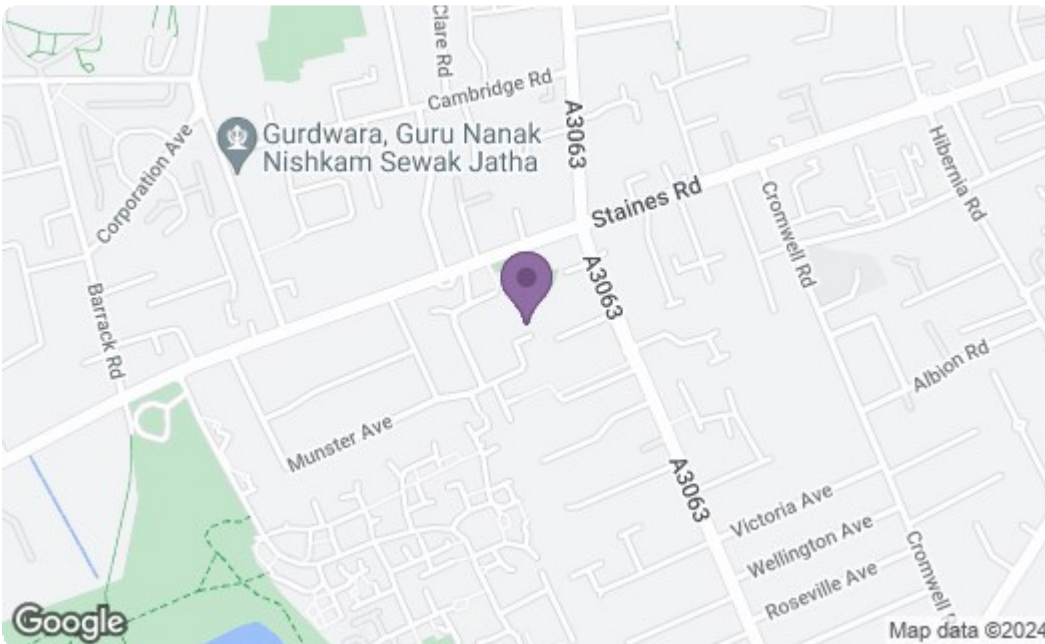 Clare Rd
Cambridge Rd
A3063
Gurdwara, Guru Nanak
Nishkam Sewak Jatha
Corporation Ave
Hibernia Rd
Staines Rd
Cromwell Rd
A3063
Barrack Rd
Albion Rd
Munster Ave
A3063
Victoria Ave
Wellington Ave
Roseville Ave
Cromwell
Google
Map data ©2024